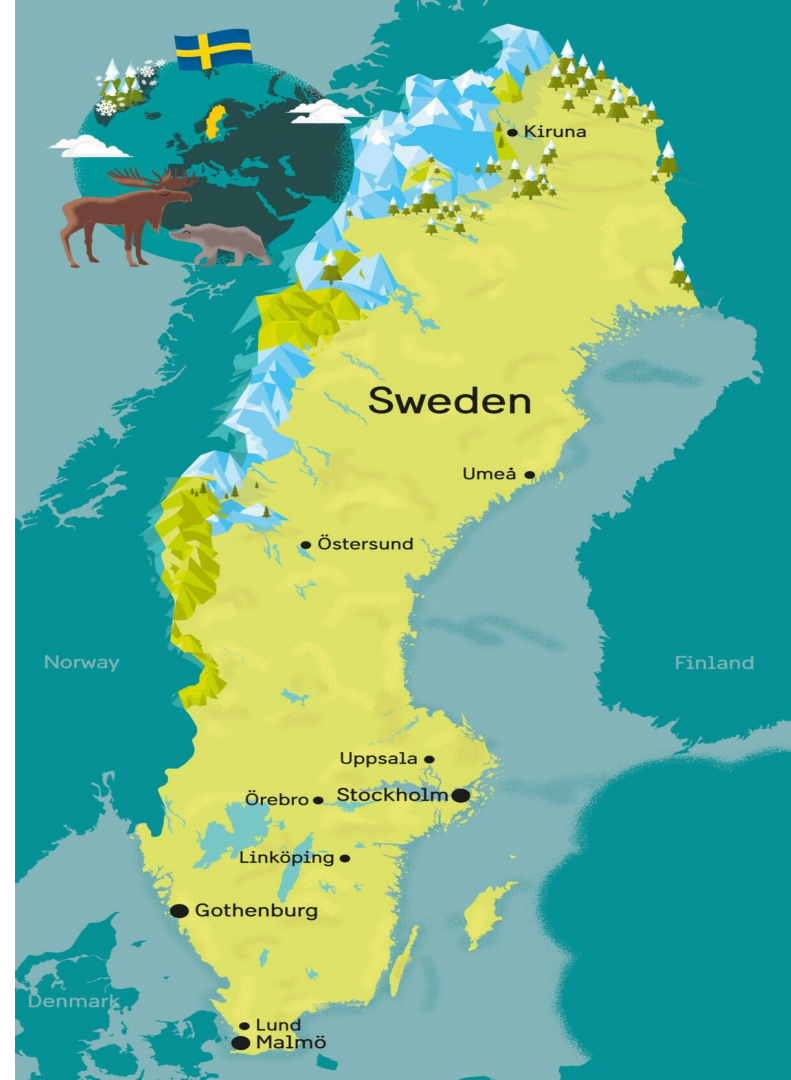 Kiruna
Sweden
Umeå
Östersund
Norway
Finland
Uppsala
Örebro
Stockholm
Linköping
Gothenburg
Denmark
Lund
Malmö